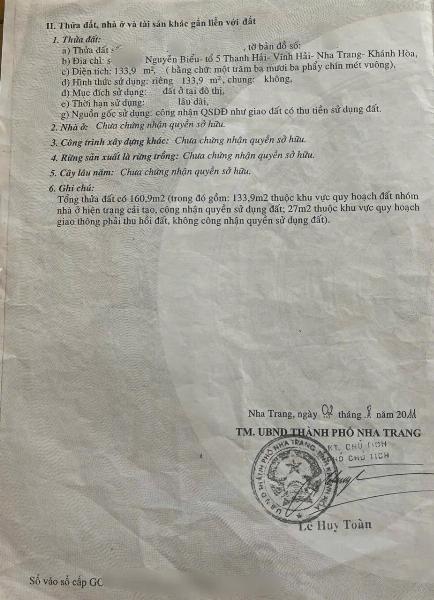 II. Thửa đất, nhà ở và tài sản khác gắn liền với đất
1. Thửa đất:
a) Thửa đất , tờ bản đồ số:
b) Địa chỉ: s Nguyễn Biểu- tổ 5 Thanh Hải- Vĩnh Hải- Nha Trang- Khánh Hòa,
c) Diện tích: 133,9 m², ( bằng chữ: một trăm ba mươi ba phẩy chín mét vuông),
d) Hình thức sử dụng: riêng 133,9 m², chung: không,
đ) Mục đích sử dụng: đất ở tại đô thị,
e) Thời hạn sử dụng: lâu dài,
g) Nguồn gốc sử dụng: công nhận QSDĐ như giao đất có thu tiền sử dụng đất.
2. Nhà ở: Chưa chứng nhận quyền sở hữu.
3. Công trình xây dựng khác: Chưa chứng nhận quyền sở hữu.
4. Rừng sản xuất là rừng trồng: Chưa chứng nhận quyền sở hữu.
5. Cây lâu năm: Chưa chứng nhận quyền sở hữu.
6. Ghi chú:
Tổng thửa đất có 160,9m2 (trong đó gồm: 133,9m2 thuộc khu vực quy hoạch đất nhóm
nhà ở hiện trạng cải tạo, công nhận quyền sử dụng đất; 27m2 thuộc khu vực quy hoạch
giao thông phải thu hồi đất, không công nhận quyền sử dụng đất).
Nha Trang, ngày 02 tháng 8 năm 2011
TM. UBND THÀNH PHỐ NHA TRANG
KT. CHỦ TỊCH
PHÓ CHỦ TỊCH
Lê Huy Toàn
Số vào sổ cấp GC